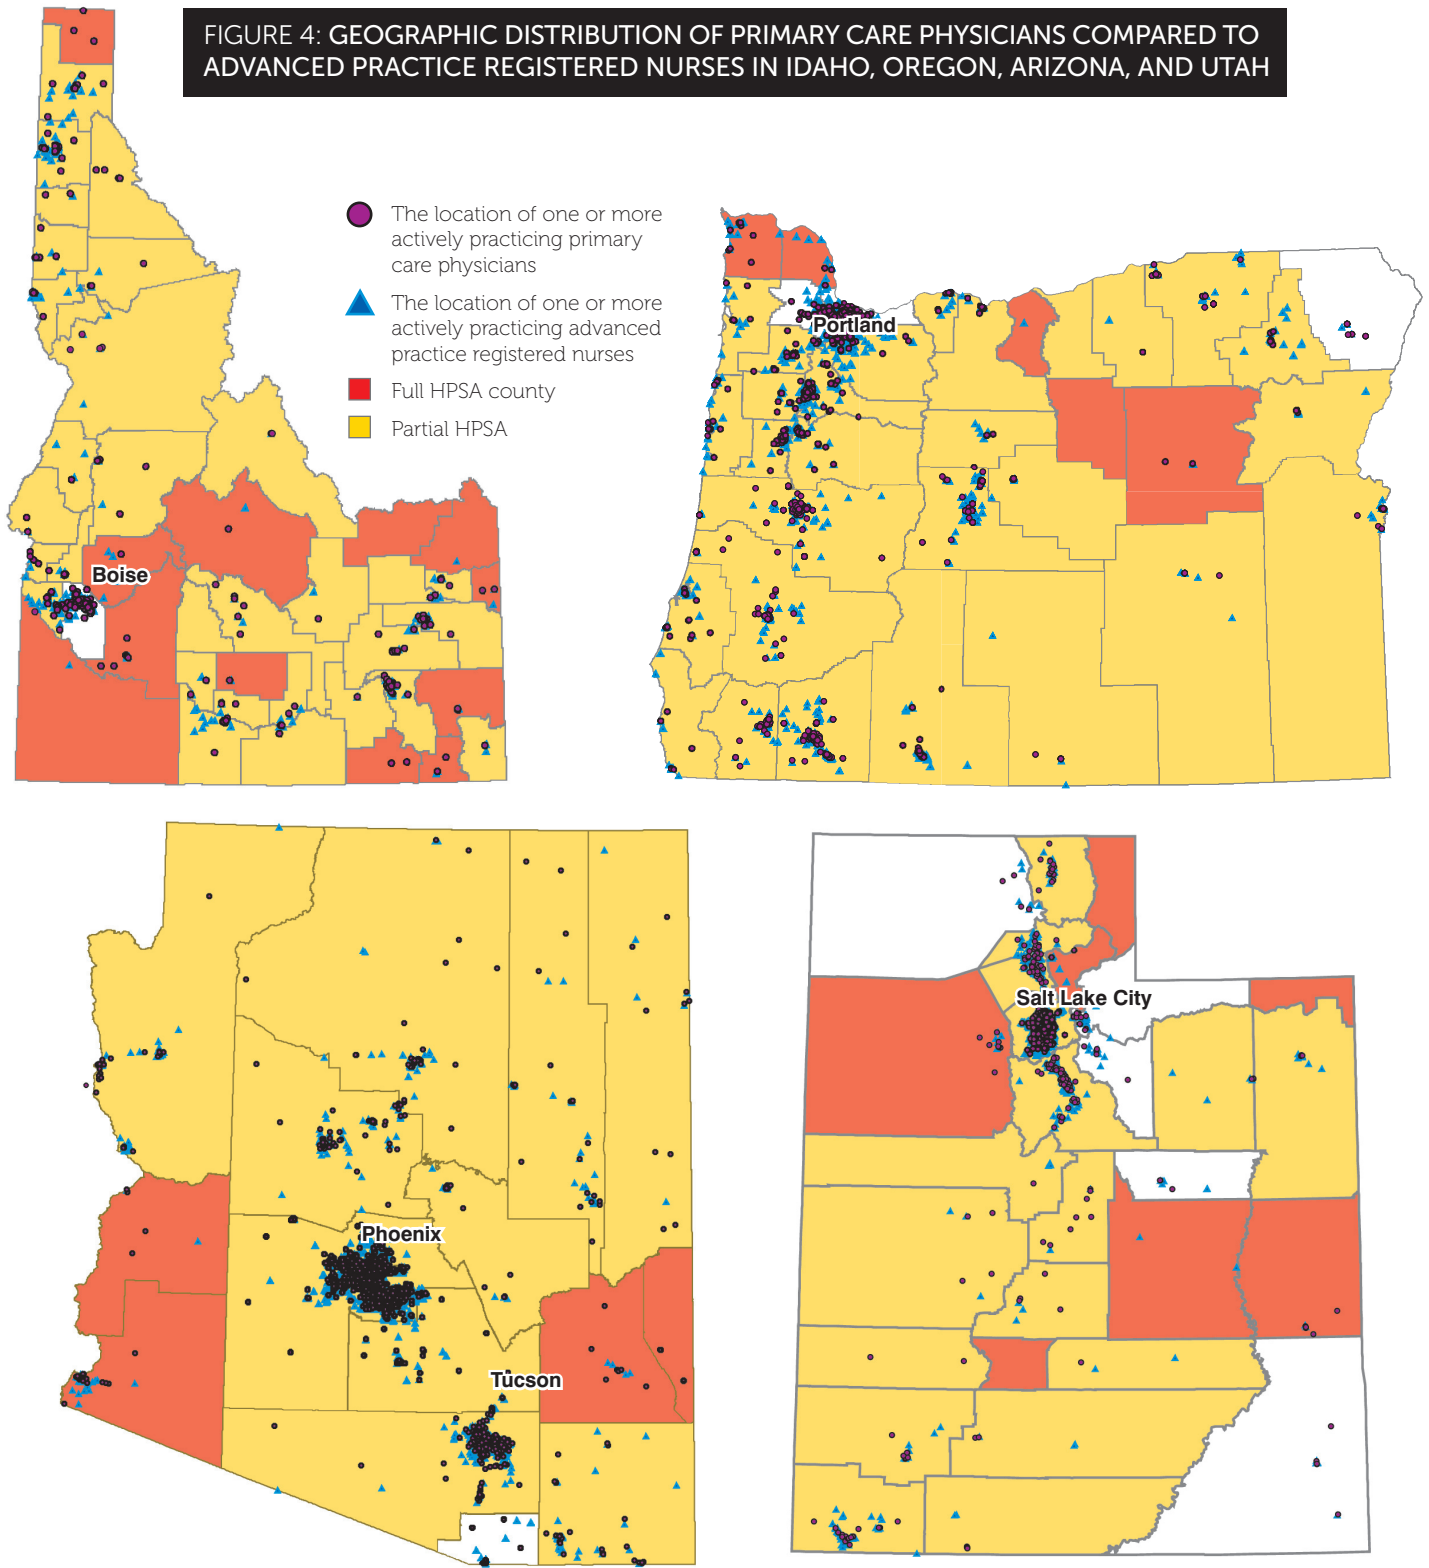 FIGURE 4: GEOGRAPHIC DISTRIBUTION OF PRIMARY CARE PHYSICIANS COMPARED TO
ADVANCED PRACTICE REGISTERED NURSES IN IDAHO, OREGON, ARIZONA, AND UTAH
The location of one or more
actively practicing primary
care physicians
The location of one or more
actively practicing advanced
practice registered nurses
Full HPSA county
Partial HPSA
Portland
Boise
Salt Lake City
Phoenix
Tucson